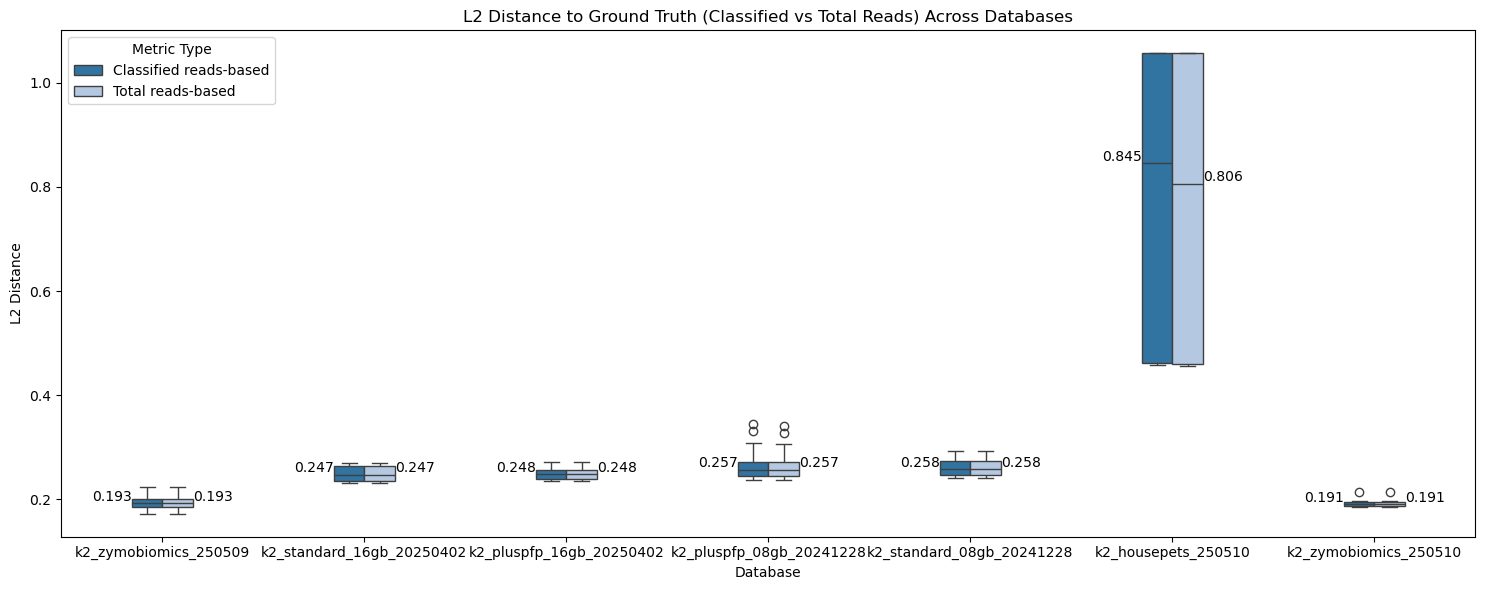 L2 Distance to Ground Truth (Classified vs Total Reads) Across Databases
Metric Type
Classified reads-based
Total reads-based
L2 Distance
1.0
0.8
0.6
0.4
0.2
0.193
0.193
0.247
0.247
0.248
0.248
0.257
0.257
0.258
0.258
0.845
0.806
0.191
0.191
k2_zymobiomics_250509
k2_standard_16gb_20250402
k2_pluspfp_16gb_20250402
k2_pluspfp_08gb_20241228
k2_standard_08gb_20241228
k2_housepets_250510
k2_zymobiomics_250510
Database